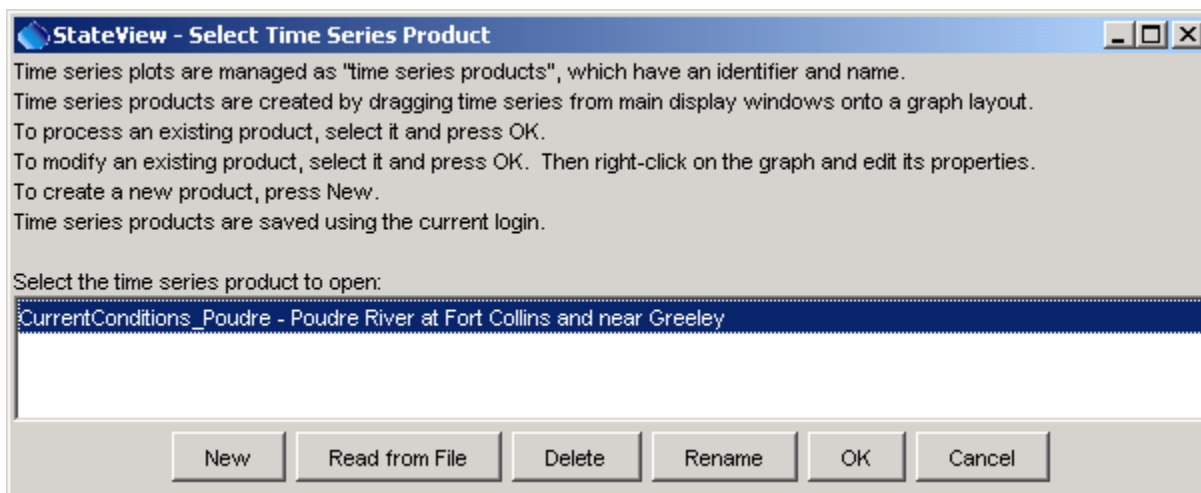 StateView - Select Time Series Product
Time series plots are managed as "time series products", which have an identifier and name.
Time series products are created by dragging time series from main display windows onto a graph layout.
To process an existing product, select it and press OK.
To modify an existing product, select it and press OK.  Then right-click on the graph and edit its properties.
To create a new product, press New.
Time series products are saved using the current login.
Select the time series product to open:
CurrentConditions_Poudre - Poudre River at Fort Collins and near Greeley
New Read from File Delete Rename OK Cancel